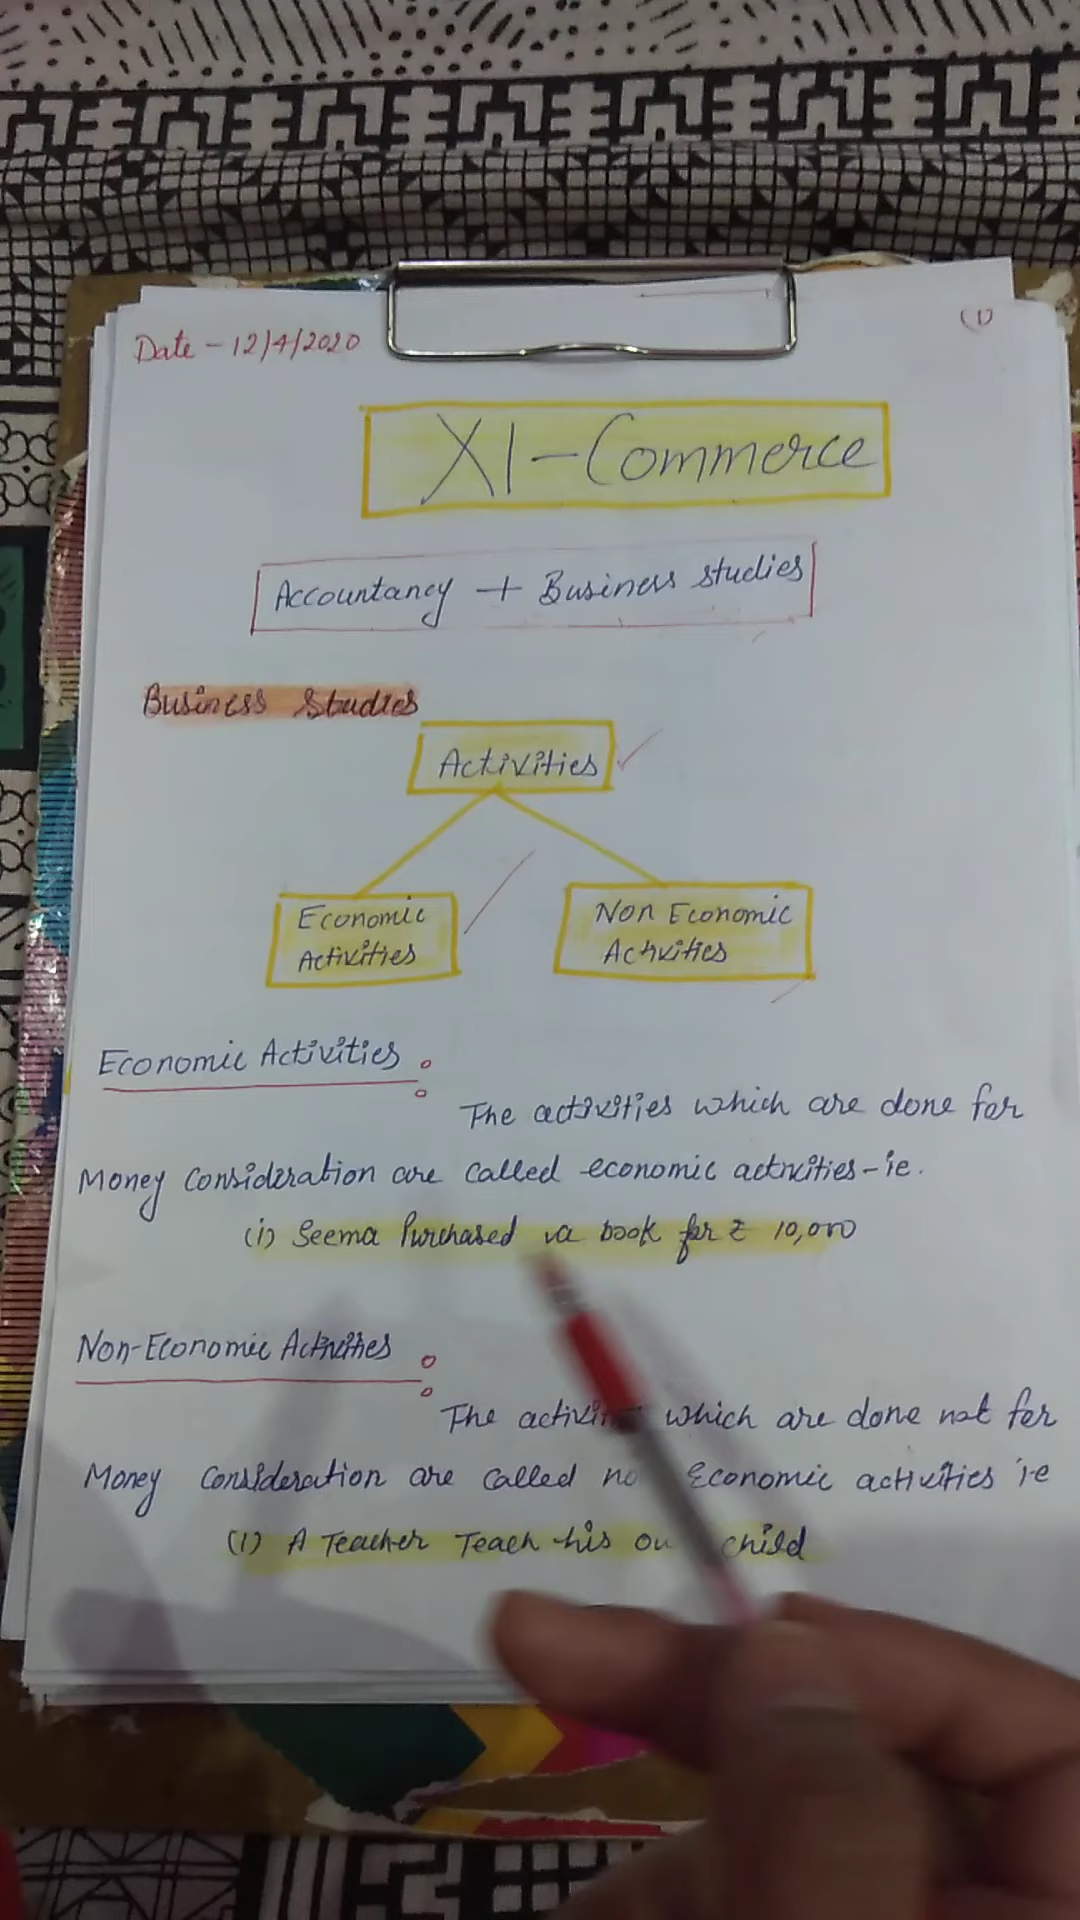 (1)
Date - 12/4/2020
XI-Commerce
Accountancy + Business studies
Business Studies
Activities
Economic
Activities
Non Economic
Activities
Economic Activities :
The activities which are done for
Money Consideration are called economic activities - ie.
(i) Seema Purchased a book for ₹ 10,000
Non-Economic Activities :
The which are done not for
Money Consideration are called Economic activities ie
(1) A Teacher Teach his child